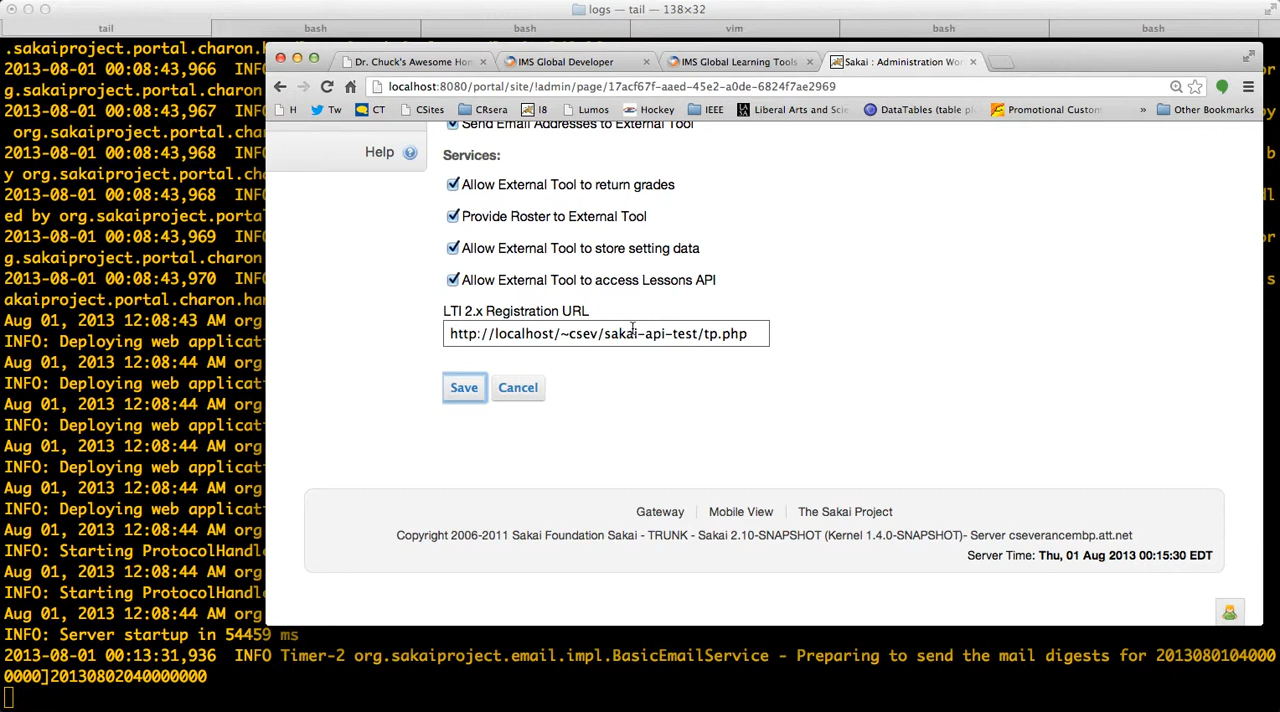 logs — tail — 138×32
tail bash bash vim bash bash
.sakaiproject.portal.charon.h
2013-08-01 00:08:43,966 INFO
g.sakaiproject.portal.charon.
2013-08-01 00:08:43,967 INFO
org.sakaiproject.portal.char
2013-08-01 00:08:43,968 INFO
y org.sakaiproject.portal.cha
2013-08-01 00:08:43,968 INFO
ed by org.sakaiproject.porta
2013-08-01 00:08:43,969 INFO
g.sakaiproject.portal.charon.
2013-08-01 00:08:43,970 INFO
akaiproject.portal.charon.han
Aug 01, 2013 12:08:43 AM org
INFO: Deploying web applicat
Aug 01, 2013 12:08:44 AM org
INFO: Deploying web applicat
Aug 01, 2013 12:08:44 AM org
INFO: Deploying web applicat
Aug 01, 2013 12:08:44 AM org
INFO: Deploying web applicat
Aug 01, 2013 12:08:44 AM org
INFO: Deploying web applicat
Aug 01, 2013 12:08:44 AM org
INFO: Starting ProtocolHandle
Aug 01, 2013 12:08:44 AM org
INFO: Starting ProtocolHandle
Aug 01, 2013 12:08:44 AM org
INFO: Server startup in 54459 ms
2013-08-01 00:13:31,936 INFO Timer-2 org.sakaiproject.email.impl.BasicEmailService - Preparing to send the mail digests for 2013080104000
0000]20130802040000000
Dr. Chuck's Awesome Hon IMS Global Developer IMS Global Learning Tools Sakai : Administration Wor
localhost:8080/portal/site/!admin/page/17acf67f-aaed-45e2-a0de-6824f7ae2969
H Tw CT CSites CRsera I8 Lumos Hockey IEEE Liberal Arts and Scie DataTables (table plu Promotional Custom » Other Bookmarks
Help
Send Email Addresses to External Tool
Services:
Allow External Tool to return grades
Provide Roster to External Tool
Allow External Tool to store setting data
Allow External Tool to access Lessons API
LTI 2.x Registration URL
http://localhost/~csev/sakai-api-test/tp.php
Save Cancel
Gateway | Mobile View | The Sakai Project
Copyright 2006-2011 Sakai Foundation Sakai - TRUNK - Sakai 2.10-SNAPSHOT (Kernel 1.4.0-SNAPSHOT)- Server cseverancembp.att.net
Server Time: Thu, 01 Aug 2013 00:15:30 EDT